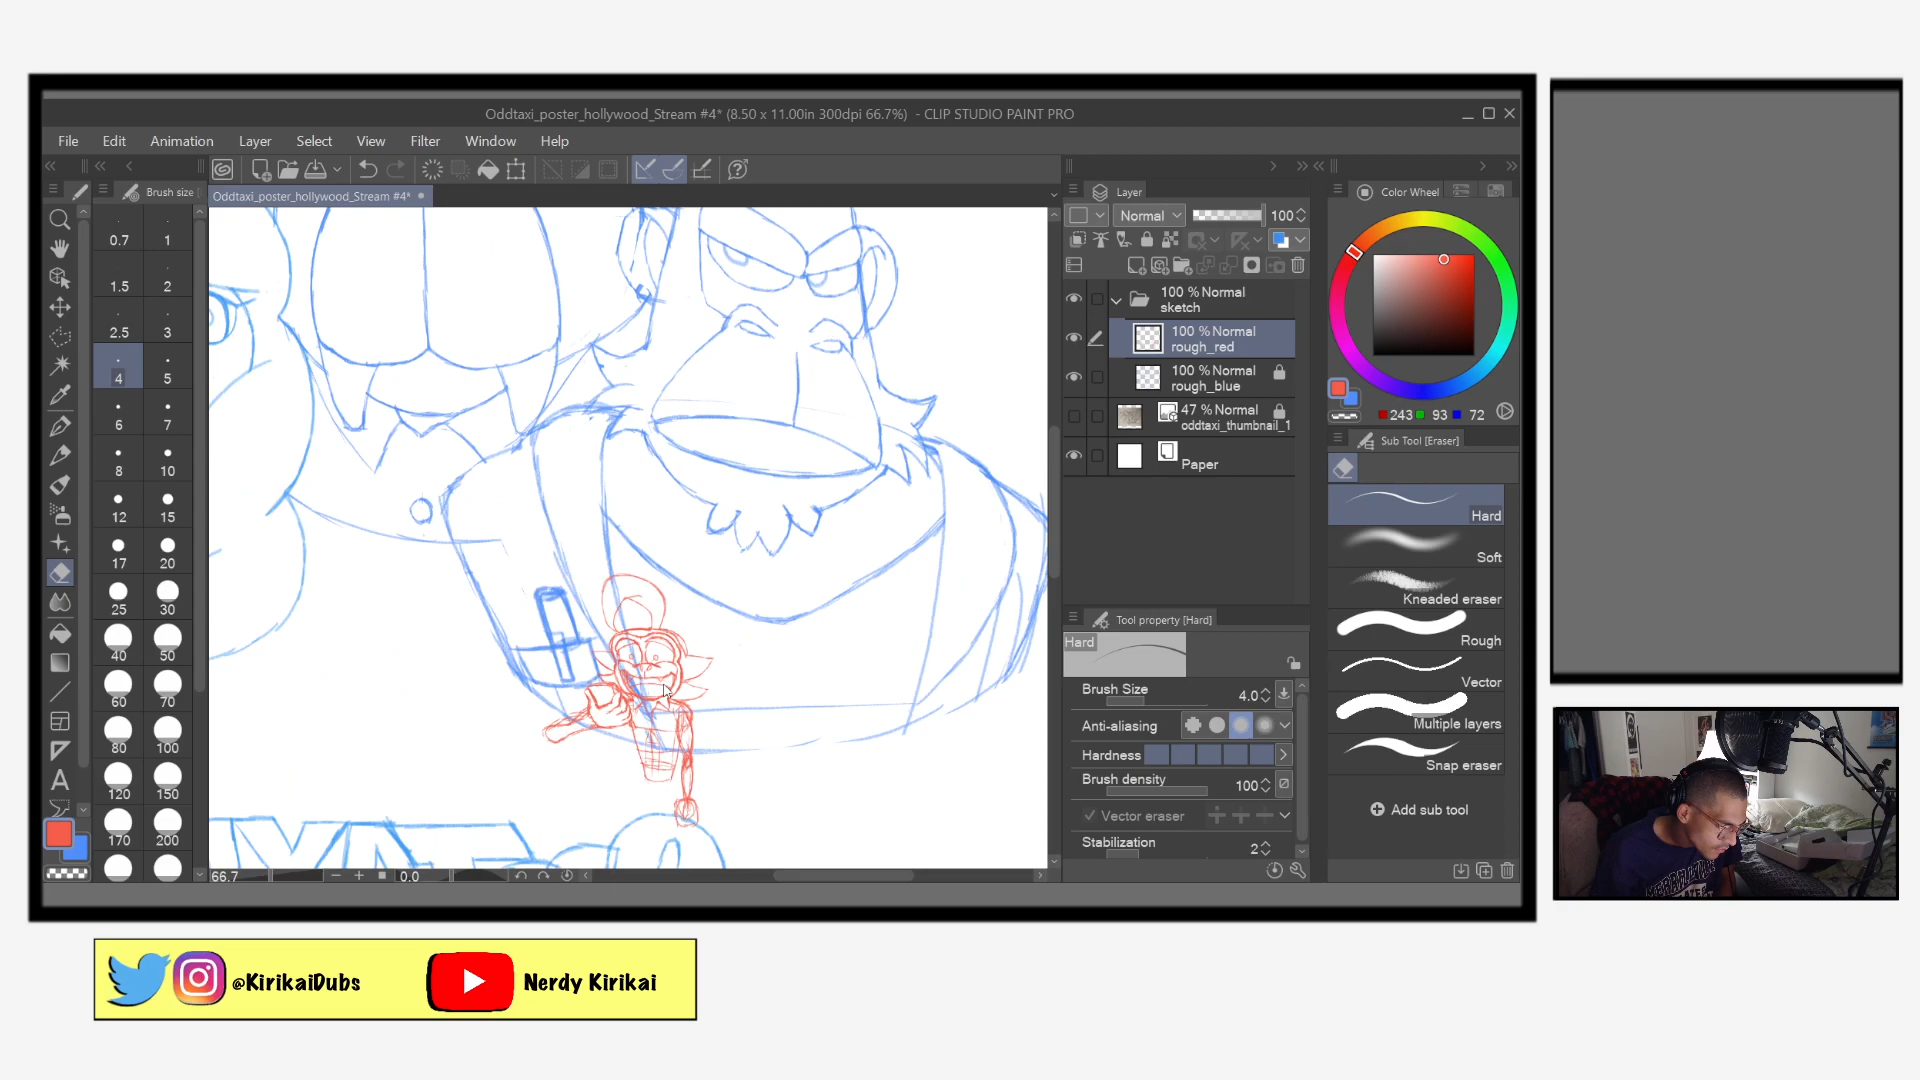 Oddtaxi_poster_hollywood_Stream #4* (8.50 x 11.00in 300dpi 66.7%) - CLIP STUDIO PAINT PRO
File Edit Animation Layer Select View Filter Window Help
Brush size
Oddtaxi_poster_hollywood_Stream #4*
0.7 1
1.5 2
2.5 3
4 5
6 7
8 10
12 15
17 20
25 30
40 50
60 70
80 100
120 150
170 200
66.7 0.0
Layer
Normal 100
100 % Normal
sketch
100 % Normal
rough_red
100 % Normal
rough_blue
47 % Normal
oddtaxi_thumbnail_1
Paper
Tool property [Hard]
Hard
Brush Size 4.0
Anti-aliasing
Hardness
Brush density 100
Vector eraser
Stabilization 2
Color Wheel
243 93 72
Sub Tool [Eraser]
Hard
Soft
Kneaded eraser
Rough
Vector
Multiple layers
Snap eraser
Add sub tool
@KirikaiDubs
Nerdy Kirikai